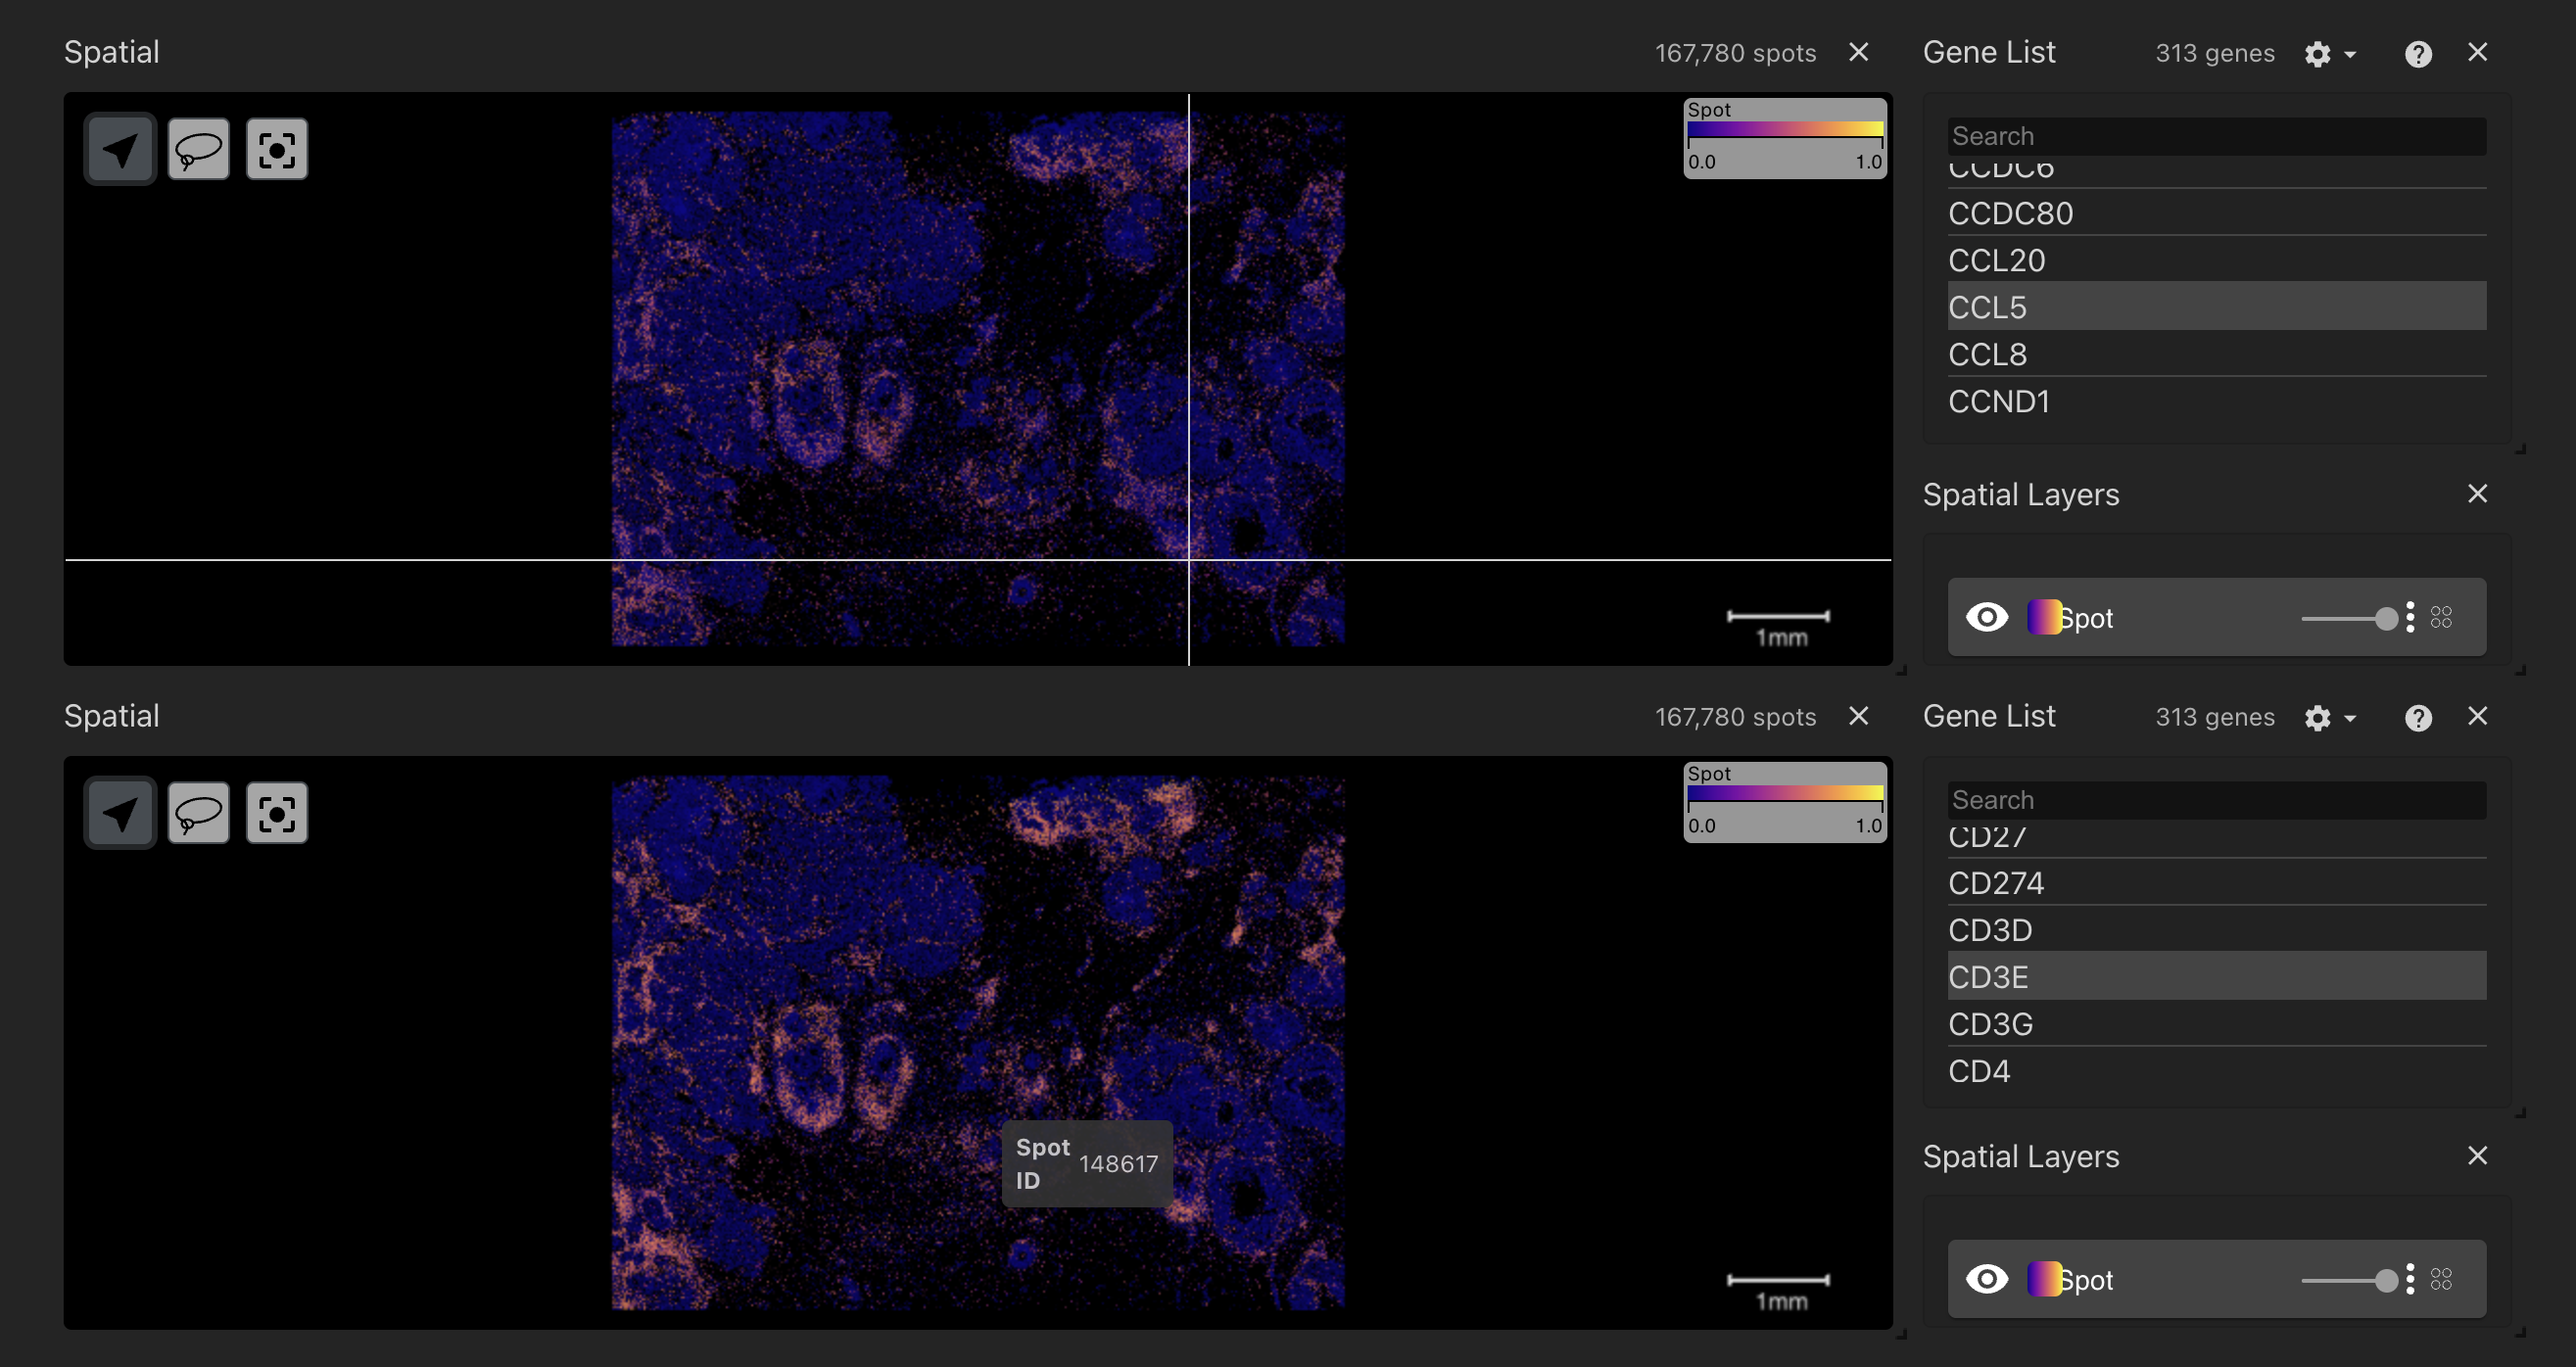 Spatial
167,780 spots
Spot
0.0 1.0
1mm
Gene List
313 genes
Search
CCDC6
CCDC80
CCL20
CCL5
CCL8
CCND1
Spatial Layers
Spot
Spatial
167,780 spots
Spot
0.0 1.0
Spot ID 148617
1mm
Gene List
313 genes
Search
CD27
CD274
CD3D
CD3E
CD3G
CD4
Spatial Layers
Spot